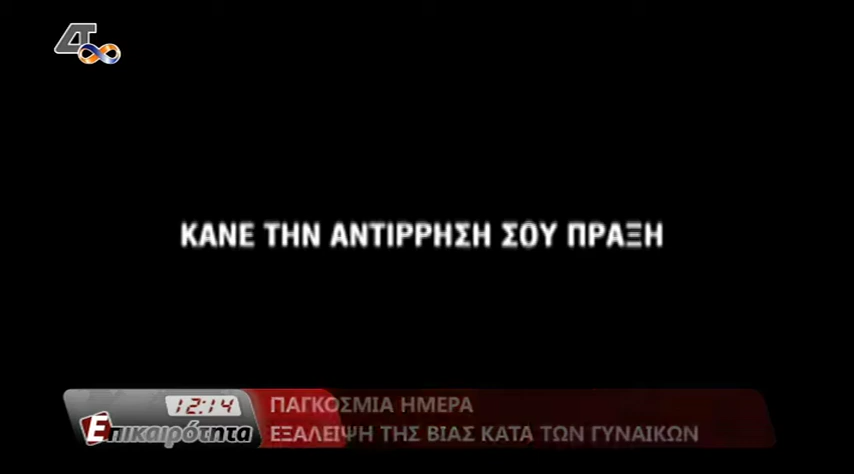 ΚΑΝΕ ΤΗΝ ΑΝΤΙΡΡΗΣΗ ΣΟΥ ΠΡΑΞΗ
12:14
ΠΑΓΚΟΣΜΙΑ ΗΜΕΡΑ
Επικαιρότητα
ΕΞΑΛΕΙΨΗ ΤΗΣ ΒΙΑΣ ΚΑΤΑ ΤΩΝ ΓΥΝΑΙΚΩΝ